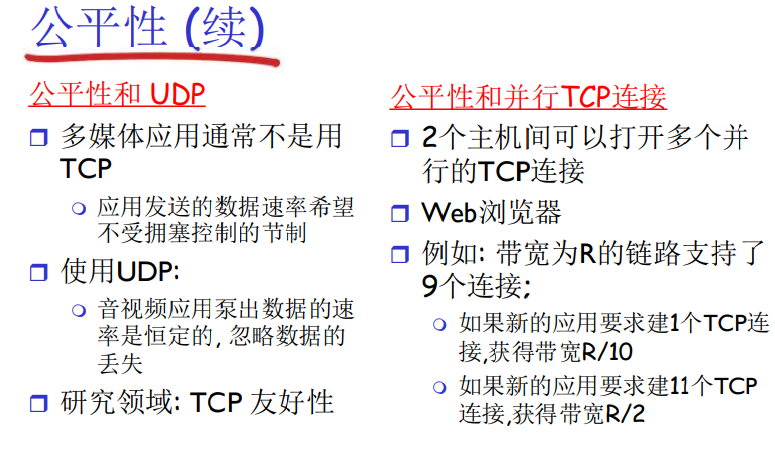 公平性 (续)
公平性和 UDP
多媒体应用通常不是用
TCP
应用发送的数据速率希望
不受拥塞控制的节制
使用UDP:
音视频应用泵出数据的速
率是恒定的, 忽略数据的
丢失
研究领域: TCP 友好性
公平性和并行TCP连接
2个主机间可以打开多个并
行的TCP连接
Web浏览器
例如: 带宽为R的链路支持了
9个连接;
如果新的应用要求建1个TCP连
接,获得带宽R/10
如果新的应用要求建11个TCP
连接,获得带宽R/2